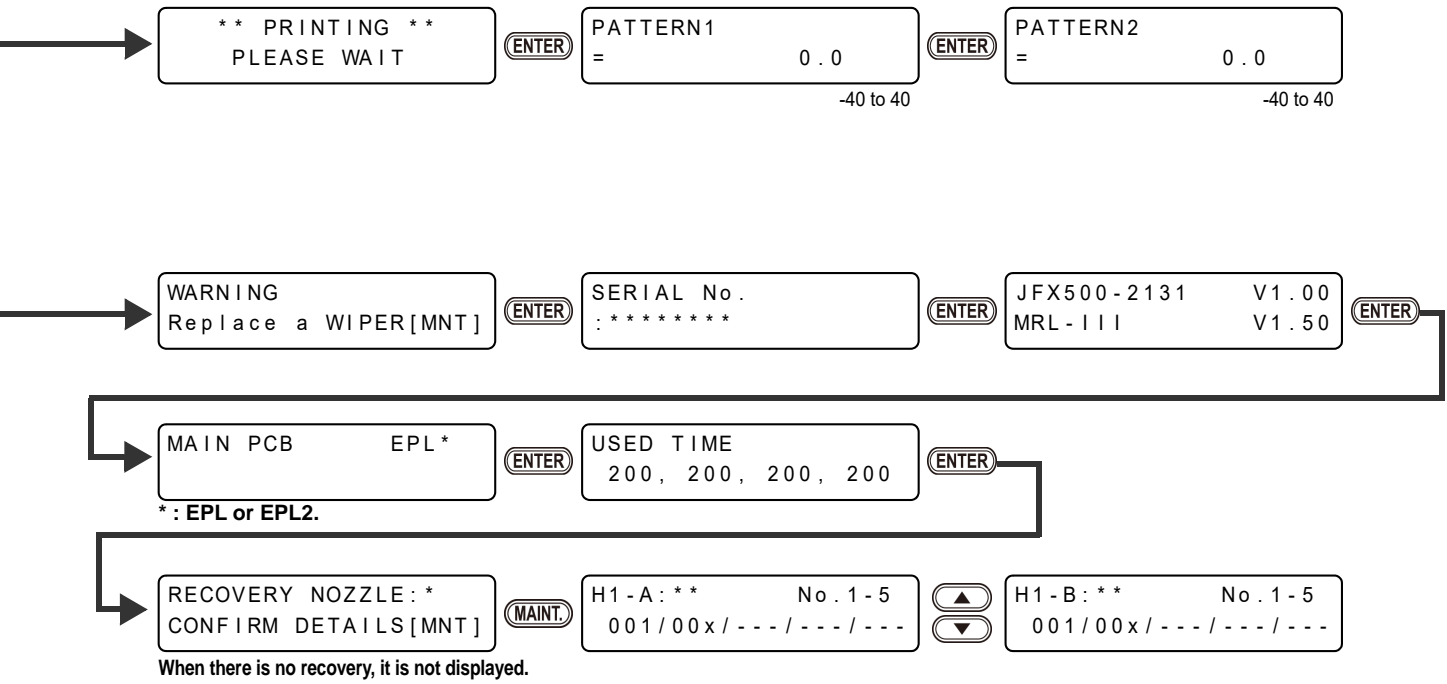 ** PRINTING **
PLEASE WAIT
ENTER
PATTERN1
= 0.0
-40 to 40
ENTER
PATTERN2
= 0.0
-40 to 40
WARNING
Replace a WIPER[MNT]
ENTER
SERIAL No.
:********
ENTER
JFX500-2131 V1.00
MRL-III V1.50
ENTER
MAIN PCB EPL*
* : EPL or EPL2.
ENTER
USED TIME
200, 200, 200, 200
ENTER
RECOVERY NOZZLE:*
CONFIRM DETAILS[MNT]
When there is no recovery, it is not displayed.
MAINT.
H1-A:** No.1-5
001/00x/---/---/---
H1-B:** No.1-5
001/00x/---/---/---